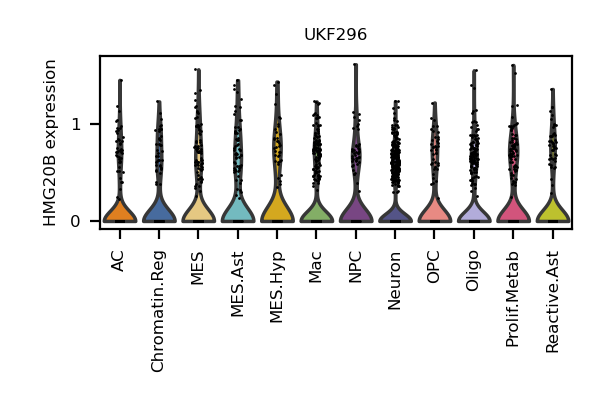 UKF296
HMG20B expression
1
0
AC
Chromatin.Reg
MES
MES.Ast
MES.Hyp
Mac
NPC
Neuron
OPC
Oligo
Prolif.Metab
Reactive.Ast